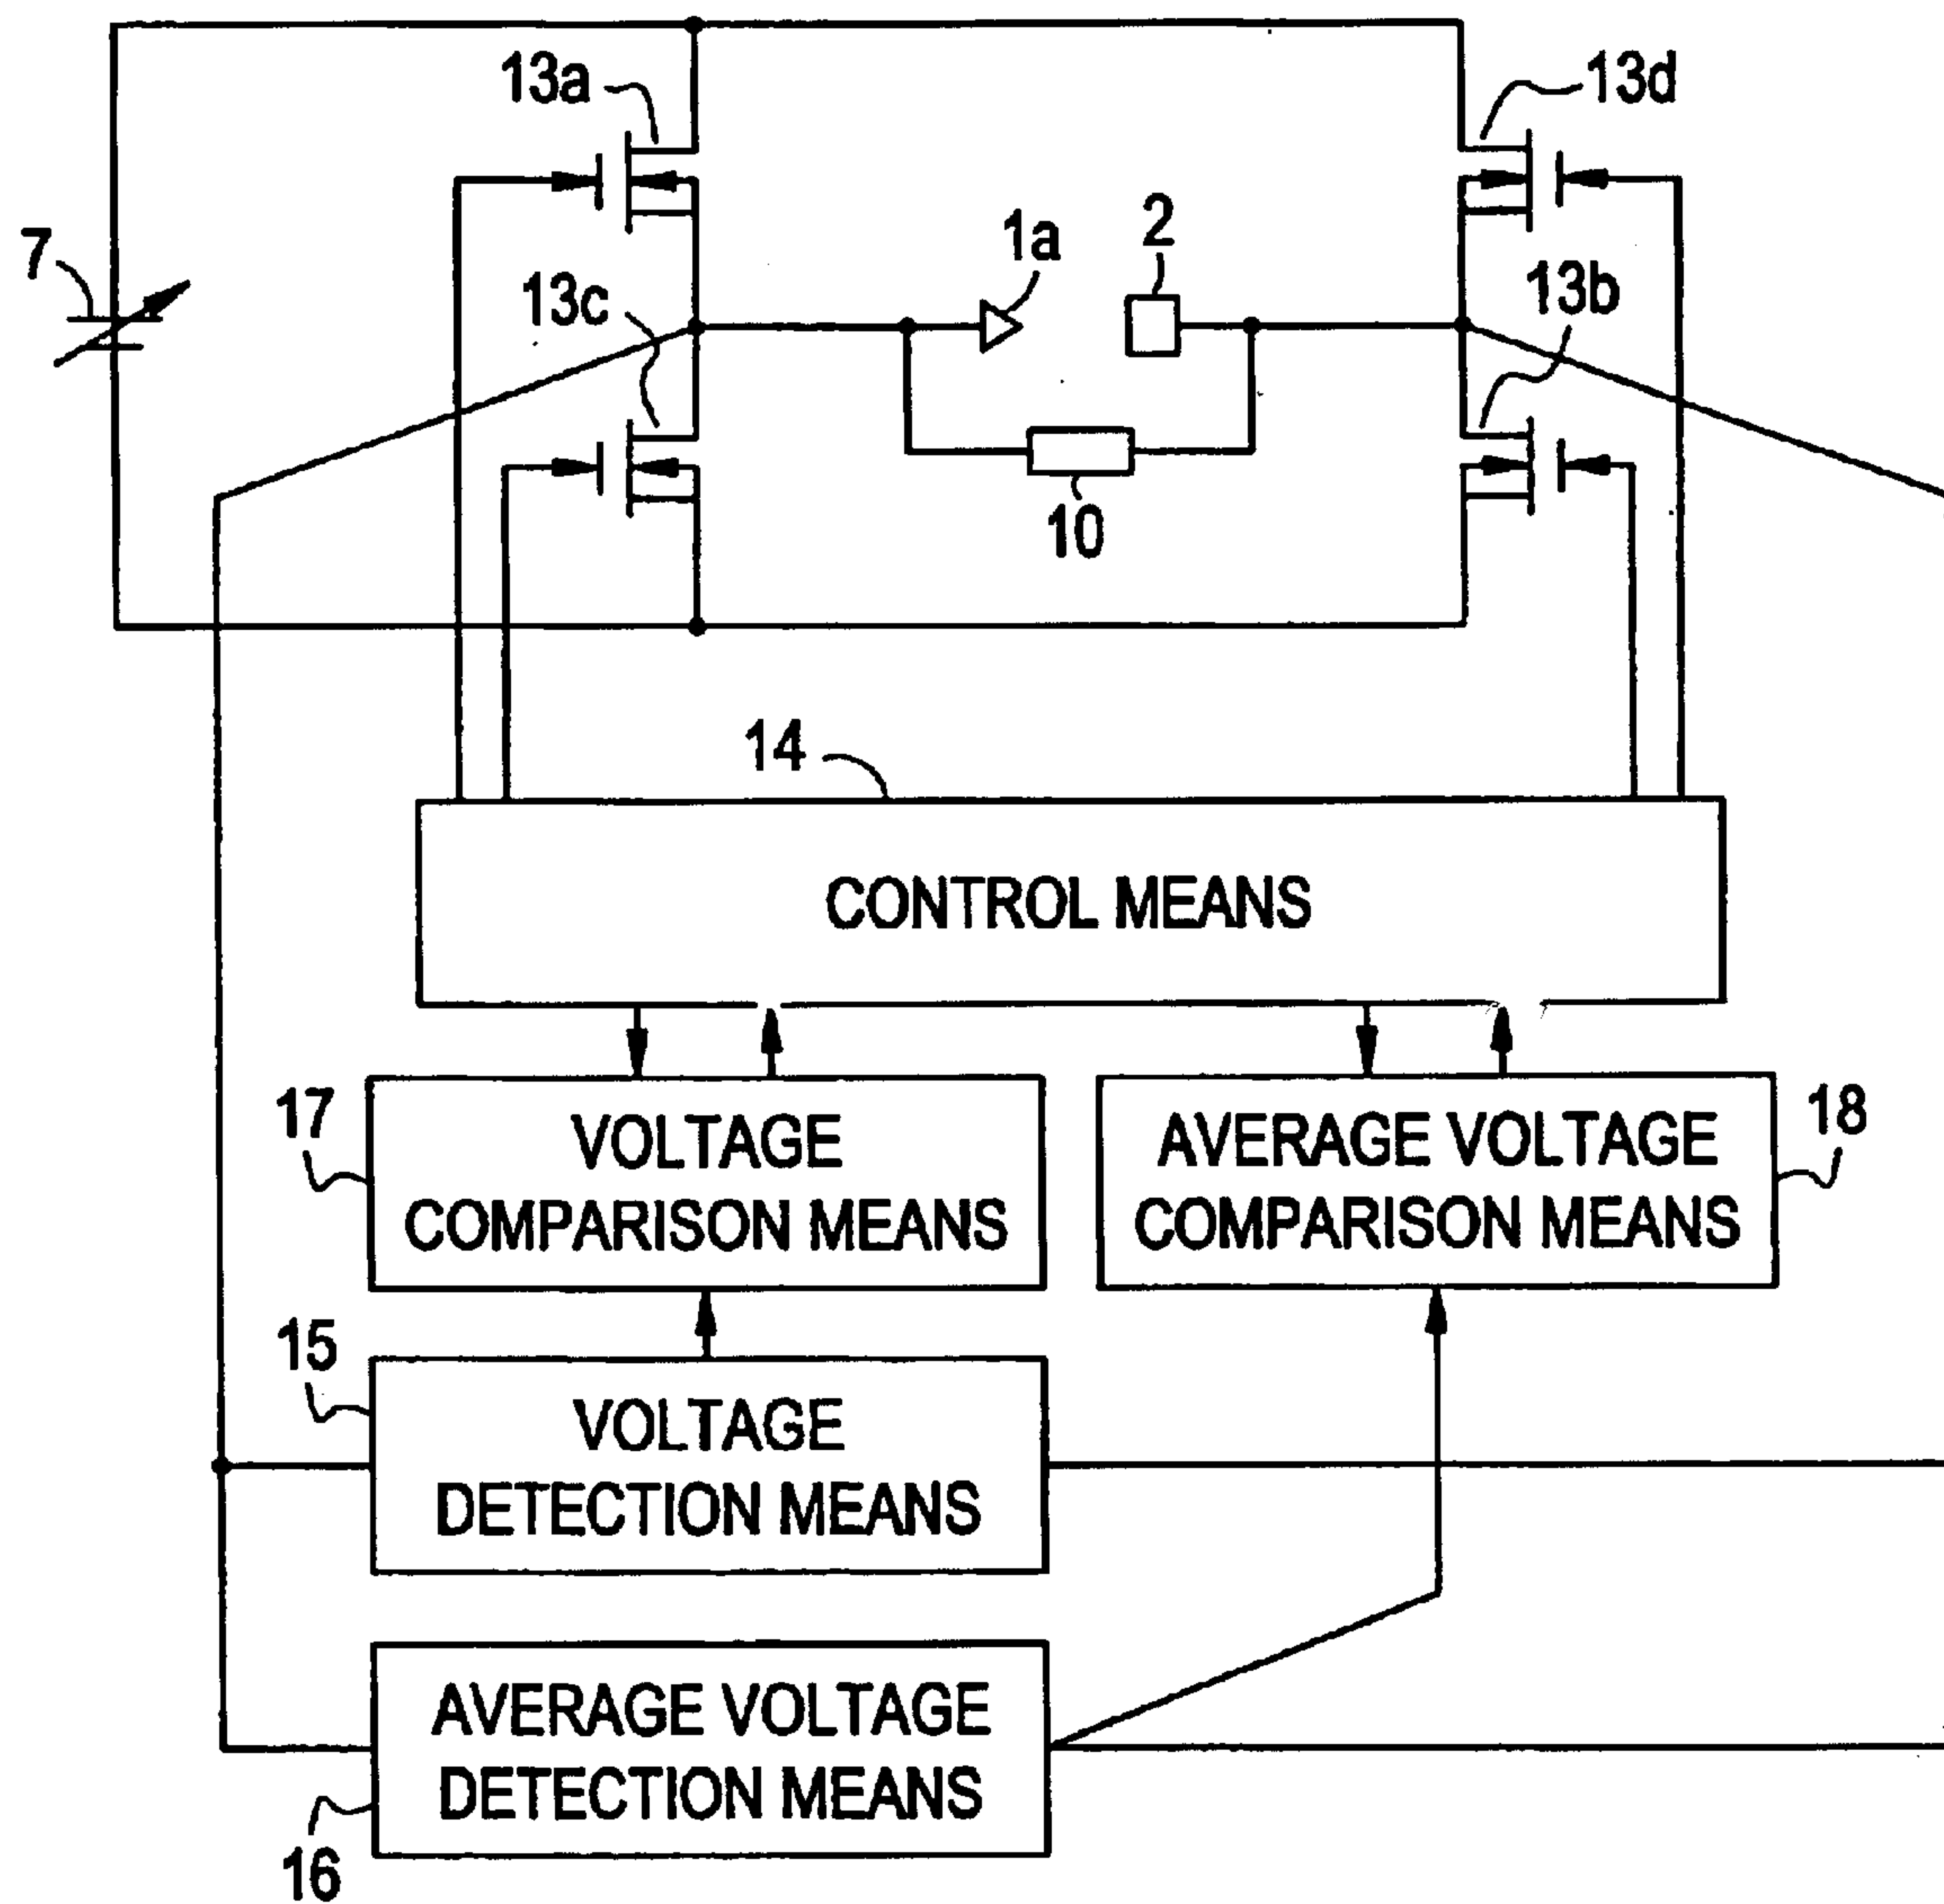 13a
13d
7
1a
2
13c
13b
10
14
CONTROL MEANS
17
VOLTAGE
COMPARISON MEANS
AVERAGE VOLTAGE
COMPARISON MEANS
18
15
VOLTAGE
DETECTION MEANS
AVERAGE VOLTAGE
DETECTION MEANS
16